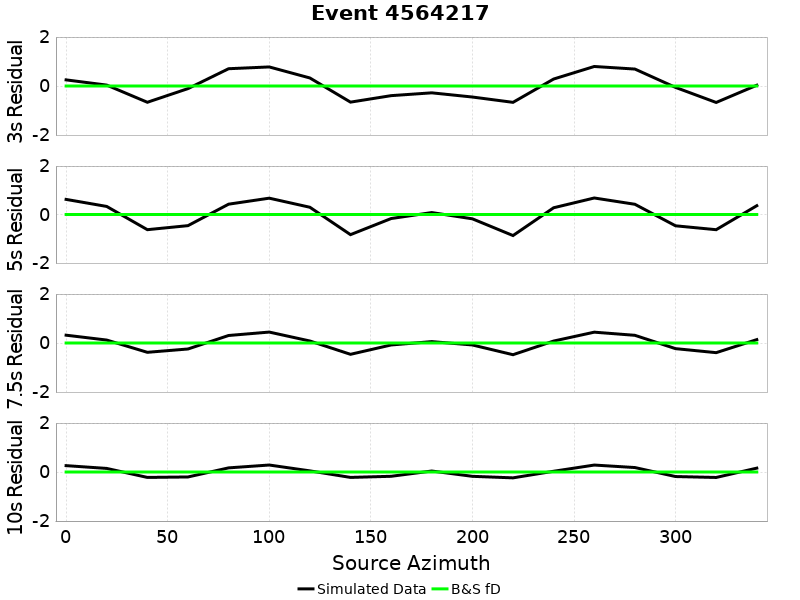 Event 4564217
3s Residual
2
0
-2
5s Residual
2
0
-2
7.5s Residual
2
0
-2
10s Residual
2
0
-2
0 50 100 150 200 250 300
Source Azimuth
Simulated Data B&S fD